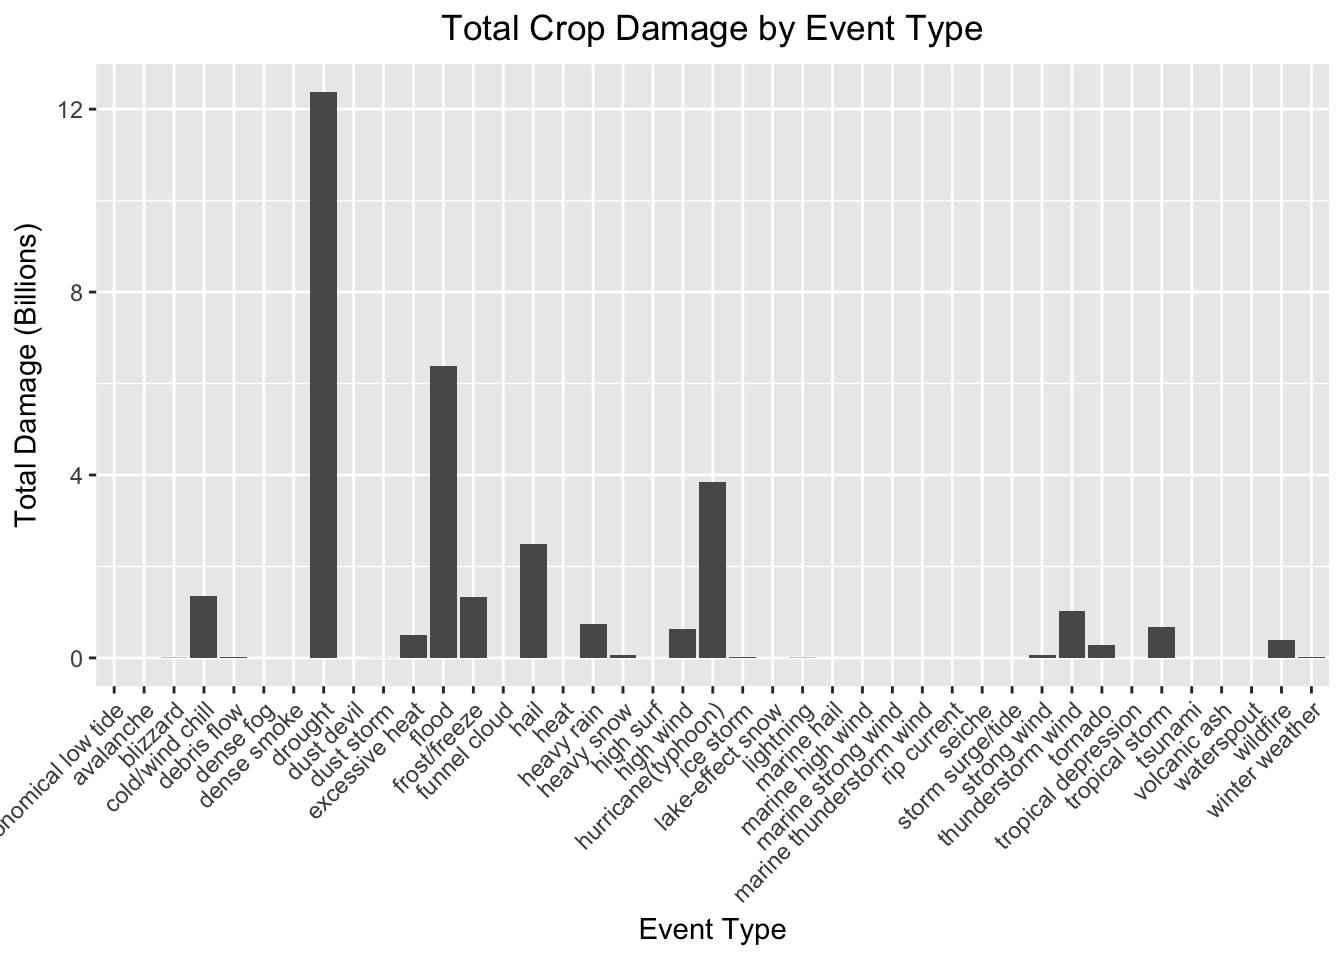 Total Crop Damage by Event Type
Total Damage (Billions)
12
8
4
0
low tide
avalanche
blizzard
cold/wind chill
debris flow
dense fog
dense smoke
drought
dust devil
dust storm
excessive heat
flood
frost/freeze
funnel cloud
hail
heat
heavy rain
heavy snow
high surf
high wind
hurricane(typhoon)
ice storm
lake-effect snow
lightning
marine hail
marine high wind
marine strong wind
marine thunderstorm wind
rip current
seiche
storm surge/tide
strong wind
thunderstorm wind
tornado
tropical depression
tropical storm
tsunami
volcanic ash
waterspout
wildfire
winter weather
Event Type